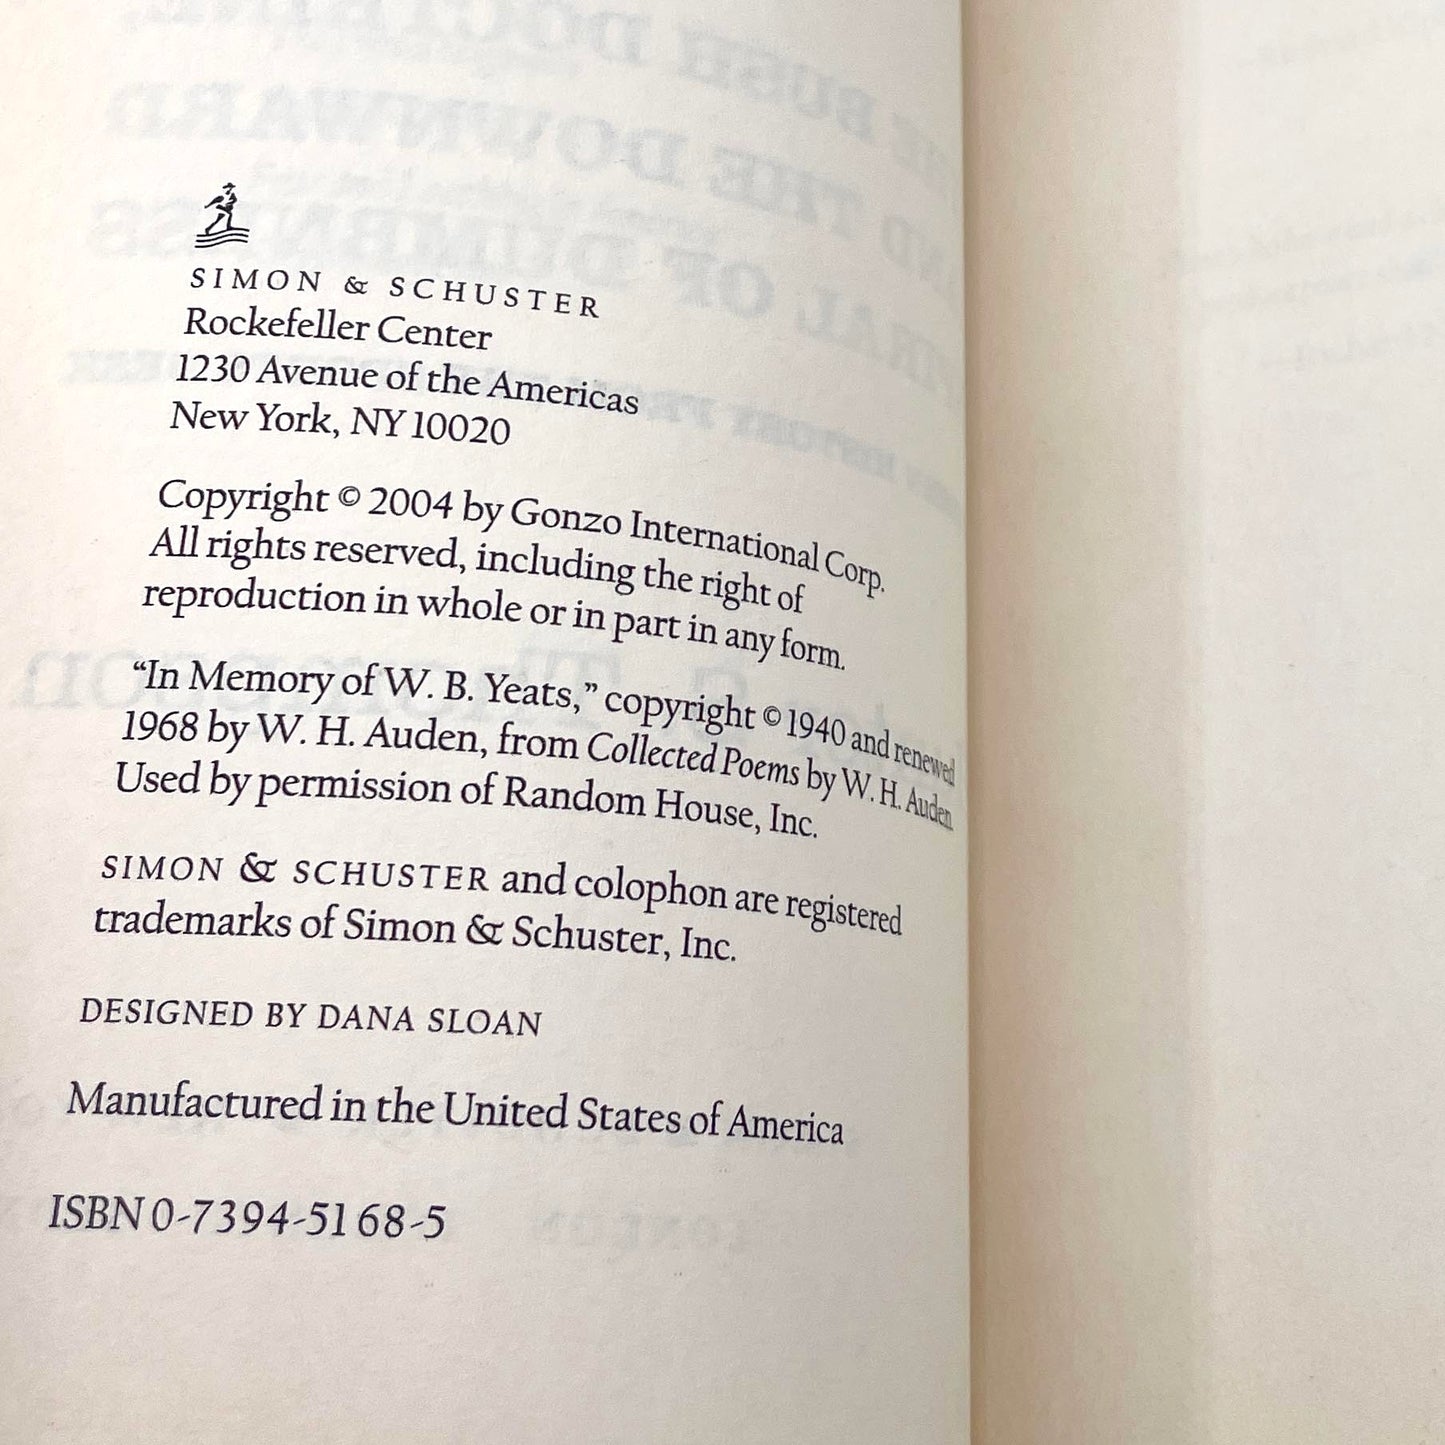 SIMON & SCHUSTER
Rockefeller Center
1230 Avenue of the Americas
New York, NY 10020
Copyright © 2004 by Gonzo International Corp.
All rights reserved, including the right of
reproduction in whole or in part in any form.
“In Memory of W. B. Yeats,” copyright © 1940 and renewed
1968 by W. H. Auden, from Collected Poems by W. H. Auden
Used by permission of Random House, Inc.
SIMON & SCHUSTER and colophon are registered
trademarks of Simon & Schuster, Inc.
DESIGNED BY DANA SLOAN
Manufactured in the United States of America
ISBN 0-7394-5168-5